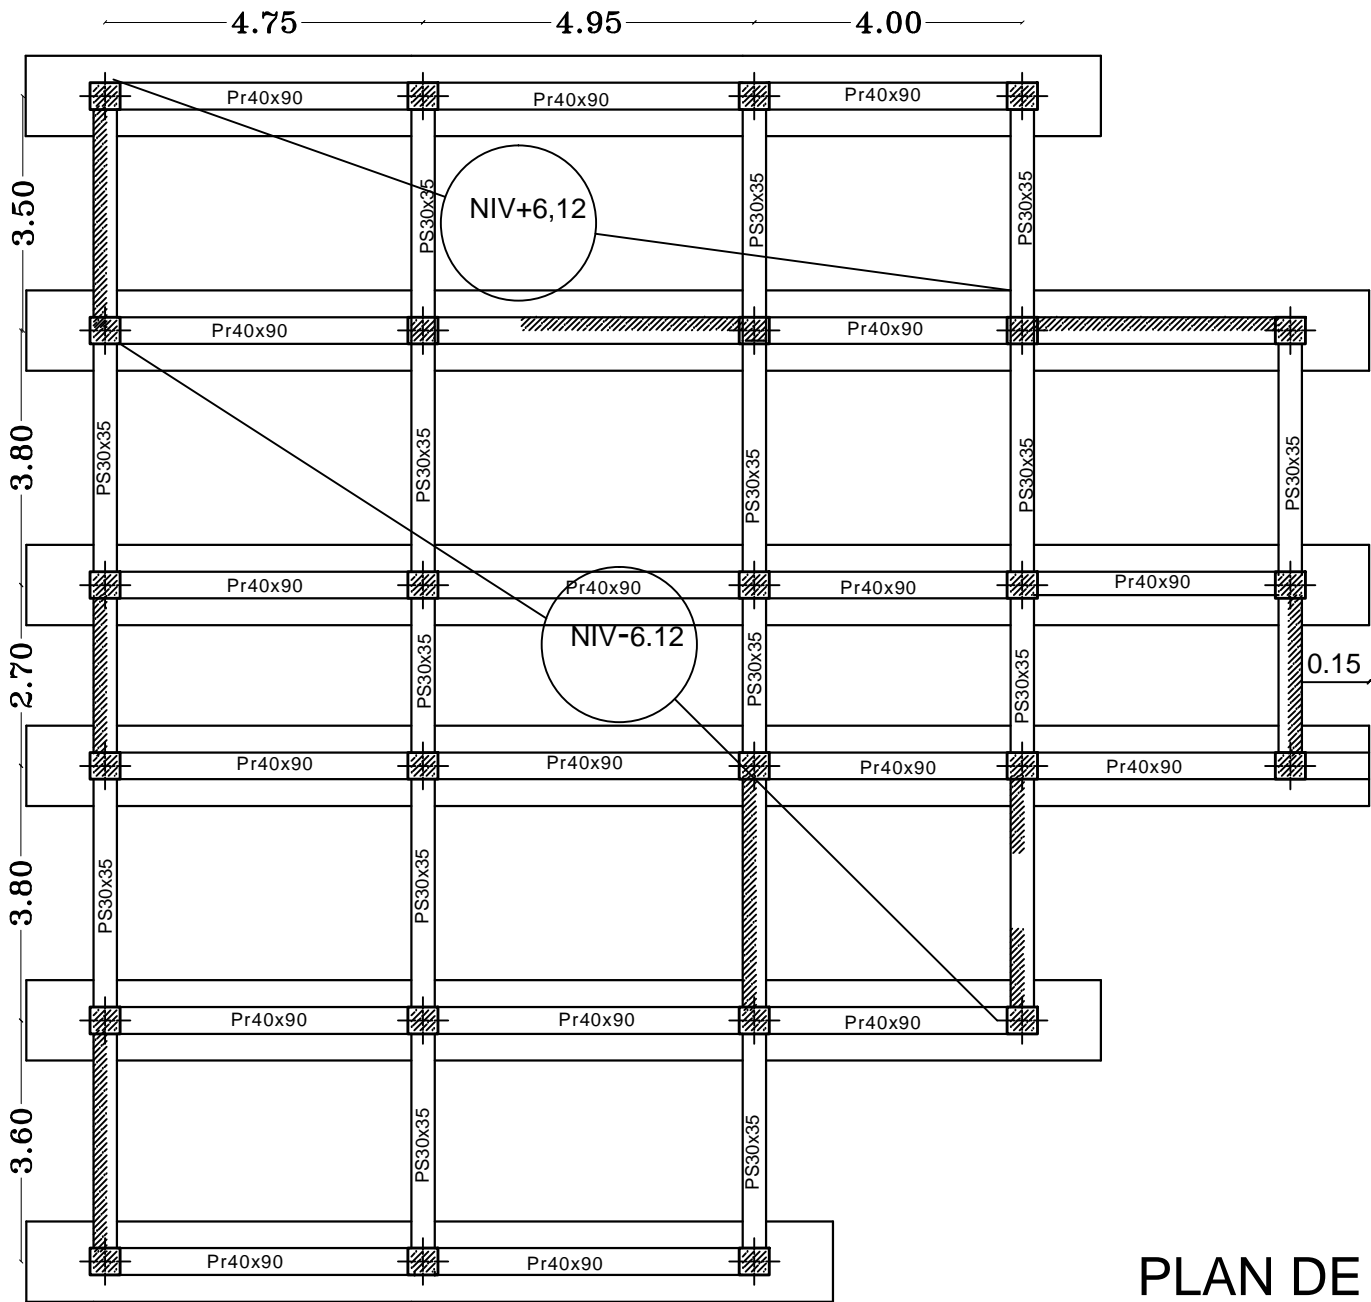 4.75 4.95 4.00
Pr40x90 Pr40x90 Pr40x90
3.50
PS30x35 PS30x35 PS30x35
NIV+6,12
Pr40x90 Pr40x90
3.80
PS30x35 PS30x35 PS30x35 PS30x35 PS30x35
Pr40x90 Pr40x90 Pr40x90 Pr40x90
2.70
PS30x35 PS30x35 PS30x35
NIV-6.12
0.15
Pr40x90 Pr40x90 Pr40x90 Pr40x90
3.80
PS30x35 PS30x35
Pr40x90 Pr40x90 Pr40x90
3.60
PS30x35 PS30x35
Pr40x90 Pr40x90
PLAN DE